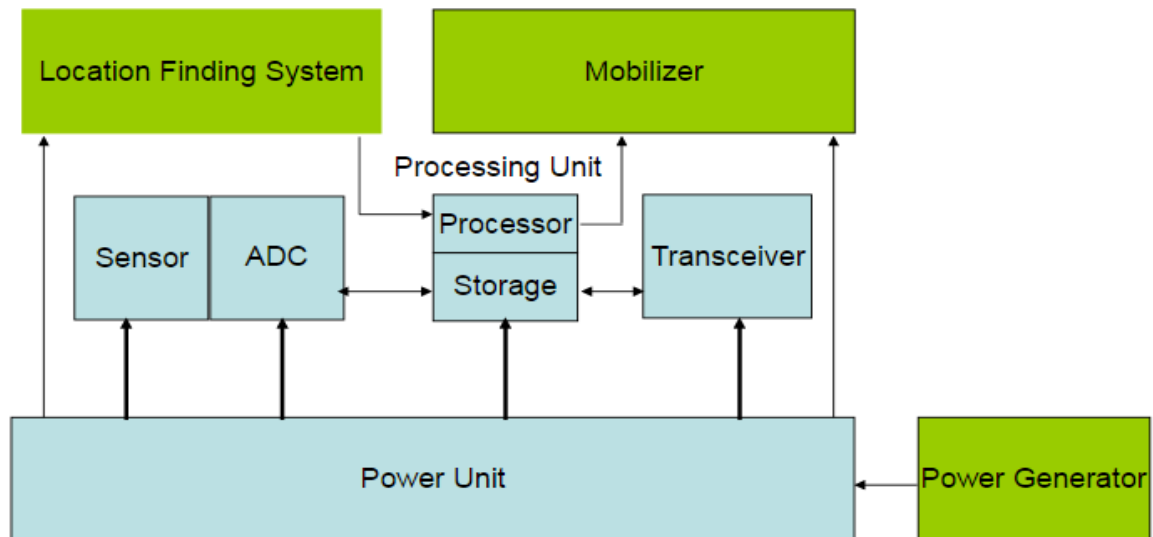 Location Finding System
Mobilizer
Processing Unit
Processor
Sensor
ADC
Transceiver
Storage
Power Unit
Power Generator